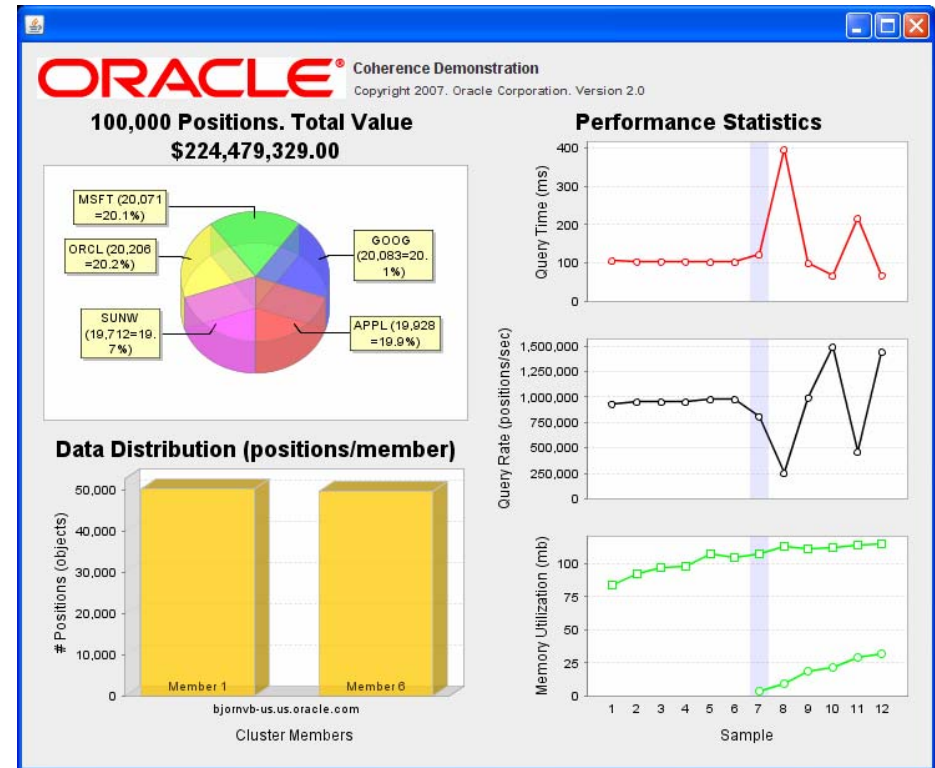 ORACLE®
Coherence Demonstration
Copyright 2007. Oracle Corporation. Version 2.0
100,000 Positions. Total Value
$224,479,329.00
MSFT (20,071
=20.1%)
ORCL (20,206
=20.2%)
SUNW
(19,712=19.
7%)
GOOG
(20,083=20.
1%)
APPL (19,928
=19.9%)
Data Distribution (positions/member)
# Positions (objects)
50,000
40,000
30,000
20,000
10,000
0
Member 1
Member 6
bjornvb-us.us.oracle.com
Cluster Members
Performance Statistics
Query Time (ms)
400
300
200
100
0
Query Rate (positions/sec)
1,500,000
1,250,000
1,000,000
750,000
500,000
250,000
0
Memory Utilization (mb)
100
75
50
25
0
1 2 3 4 5 6 7 8 9 10 11 12
Sample